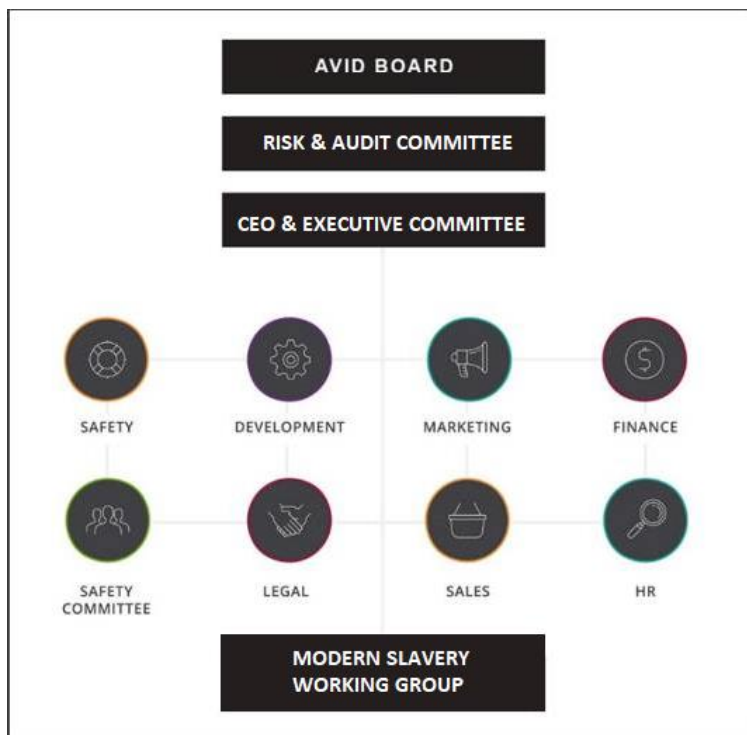 AVID BOARD
RISK & AUDIT COMMITTEE
CEO & EXECUTIVE COMMITTEE
SAFETY
DEVELOPMENT
MARKETING
FINANCE
SAFETY
COMMITTEE
LEGAL
SALES
HR
MODERN SLAVERY
WORKING GROUP